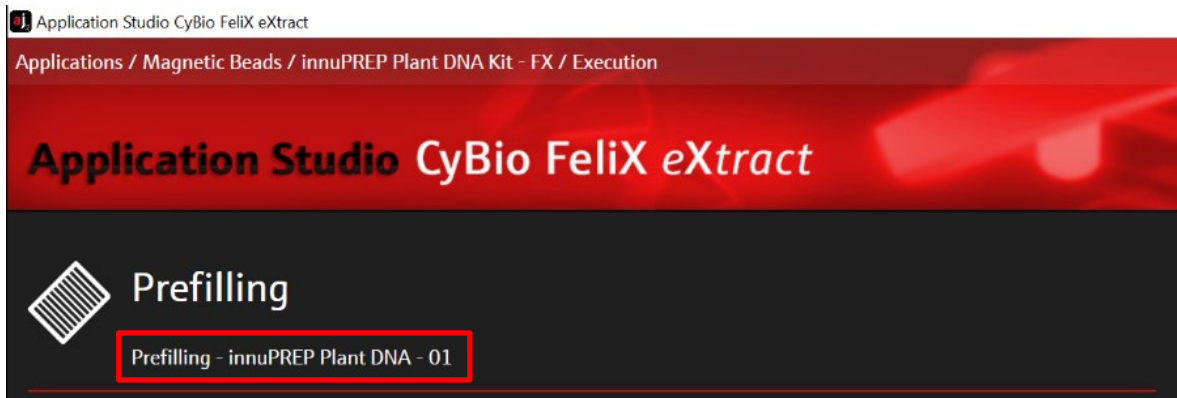 aj Application Studio CyBio FeliX eXtract
Applications / Magnetic Beads / innuPREP Plant DNA Kit - FX / Execution
Application Studio CyBio FeliX eXtract
Prefilling
Prefilling - innuPREP Plant DNA - 01